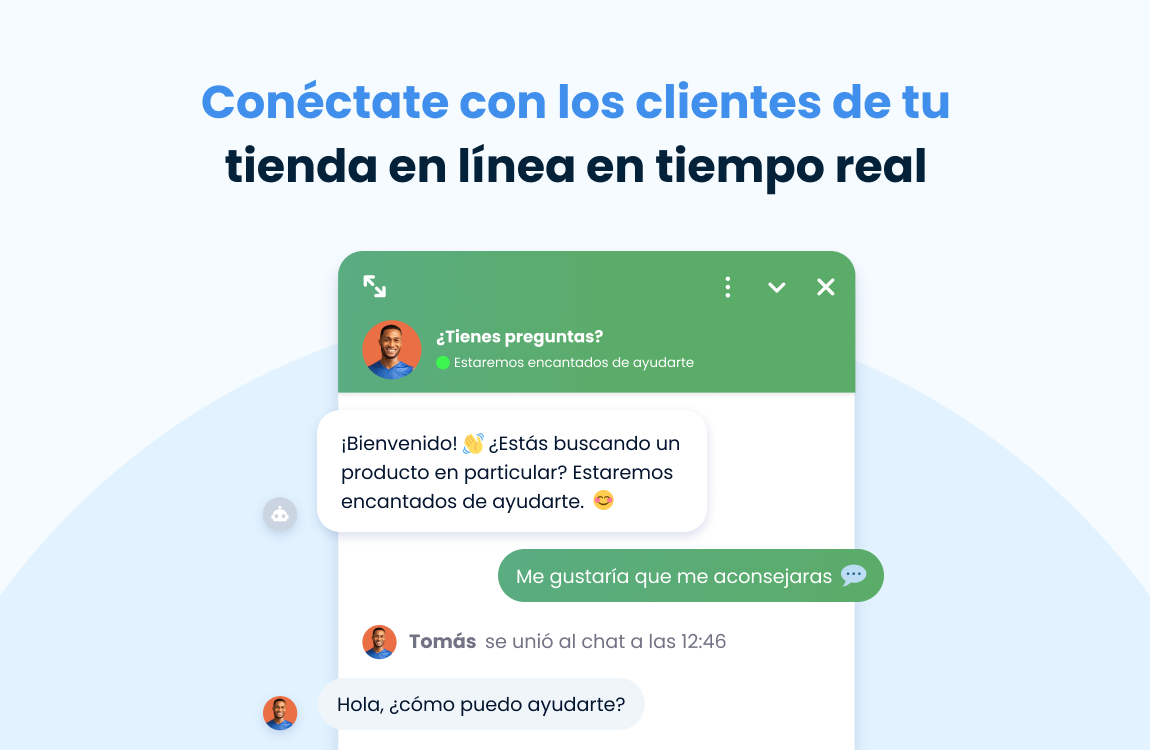 Conéctate con los clientes de tu
tienda en línea en tiempo real
¿Tienes preguntas?
Estaremos encantados de ayudarte
¡Bienvenido! 👋 ¿Estás buscando un
producto en particular? Estaremos
encantados de ayudarte. 😊
Me gustaría que me aconsejaras 💬
Tomás se unió al chat a las 12:46
Hola, ¿cómo puedo ayudarte?